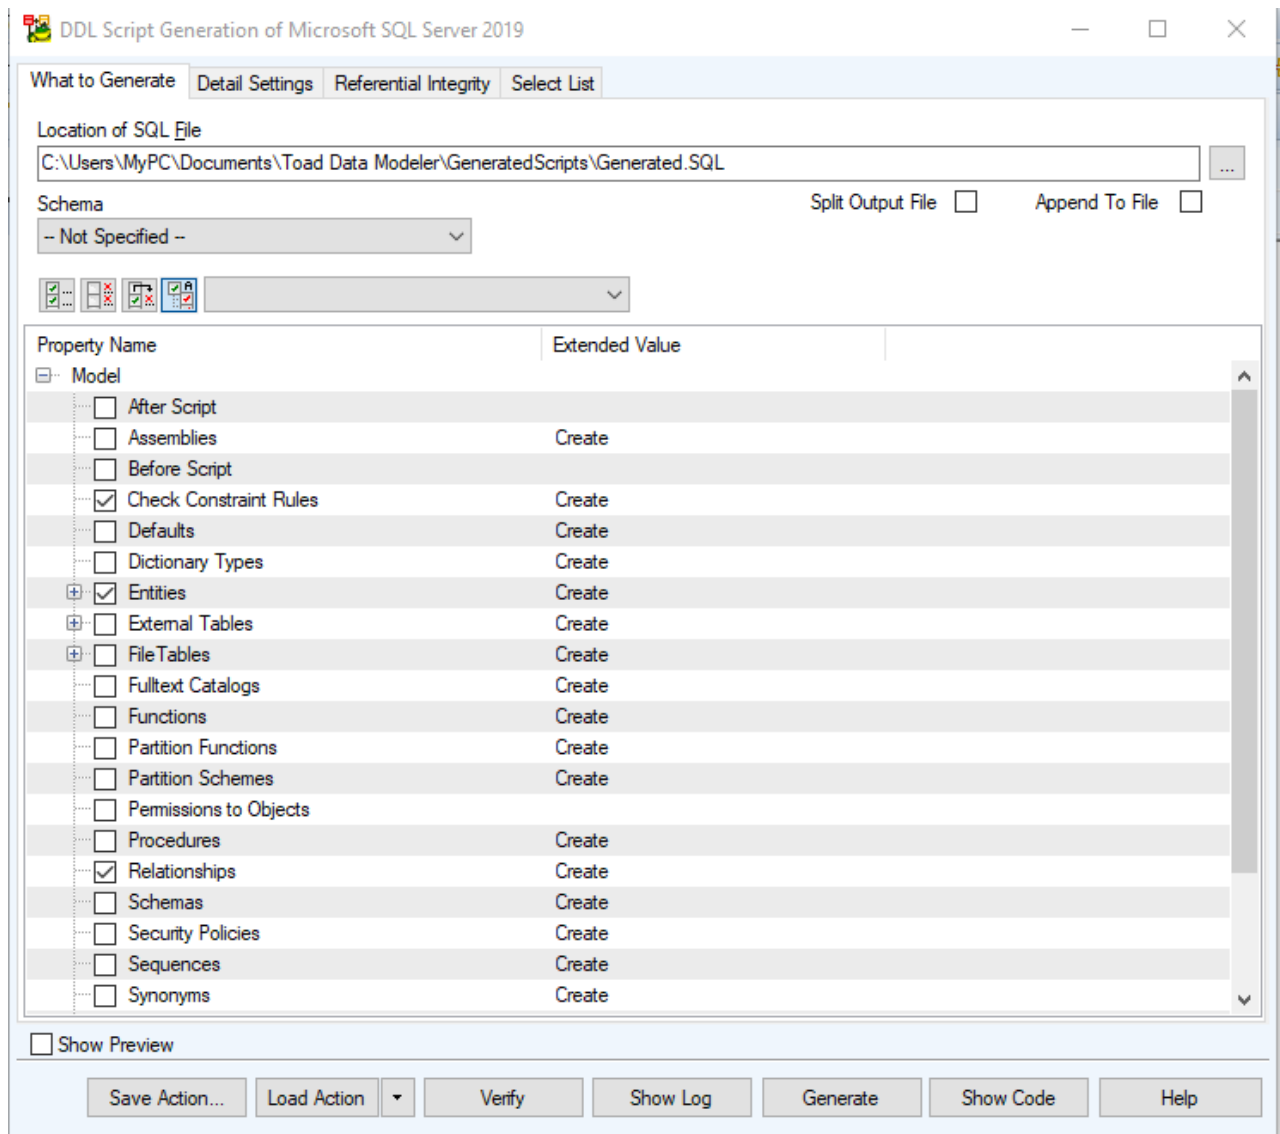 DDL Script Generation of Microsoft SQL Server 2019
What to Generate Detail Settings Referential Integrity Select List
Location of SQL File
C:\Users\MyPC\Documents\Toad Data Modeler\GeneratedScripts\Generated.SQL ...
Schema Split Output File Append To File
-- Not Specified --
Property Name Extended Value
Model
After Script
Assemblies Create
Before Script
Check Constraint Rules Create
Defaults Create
Dictionary Types Create
Entities Create
External Tables Create
FileTables Create
Fulltext Catalogs Create
Functions Create
Partition Functions Create
Partition Schemes Create
Permissions to Objects
Procedures Create
Relationships Create
Schemas Create
Security Policies Create
Sequences Create
Synonyms Create
Show Preview
Save Action... Load Action Verify Show Log Generate Show Code Help